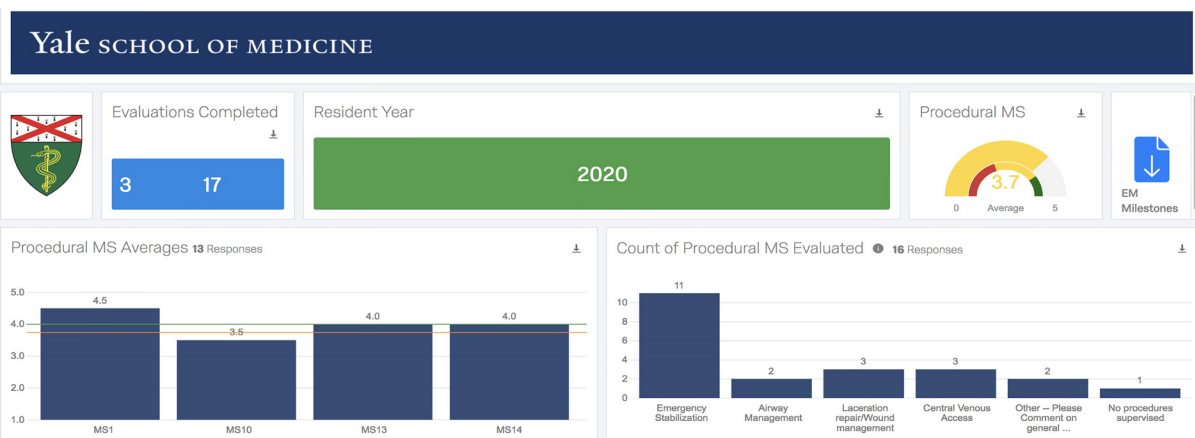 Yale SCHOOL OF MEDICINE
Evaluations Completed
3 17
Resident Year
2020
Procedural MS
3.7
0 Average 5
EM
Milestones
Procedural MS Averages 13 Responses
5.0
4.0
3.0
2.0
1.0
4.5
3.5
4.0
4.0
MS1
MS10
MS13
MS14
Count of Procedural MS Evaluated 16 Responses
10
8
6
4
2
0
11
2
3
3
2
1
Emergency
Stabilization
Airway
Management
Laceration
repair/Wound
management
Central Venous
Access
Other – Please
Comment on
general ...
No procedures
supervised